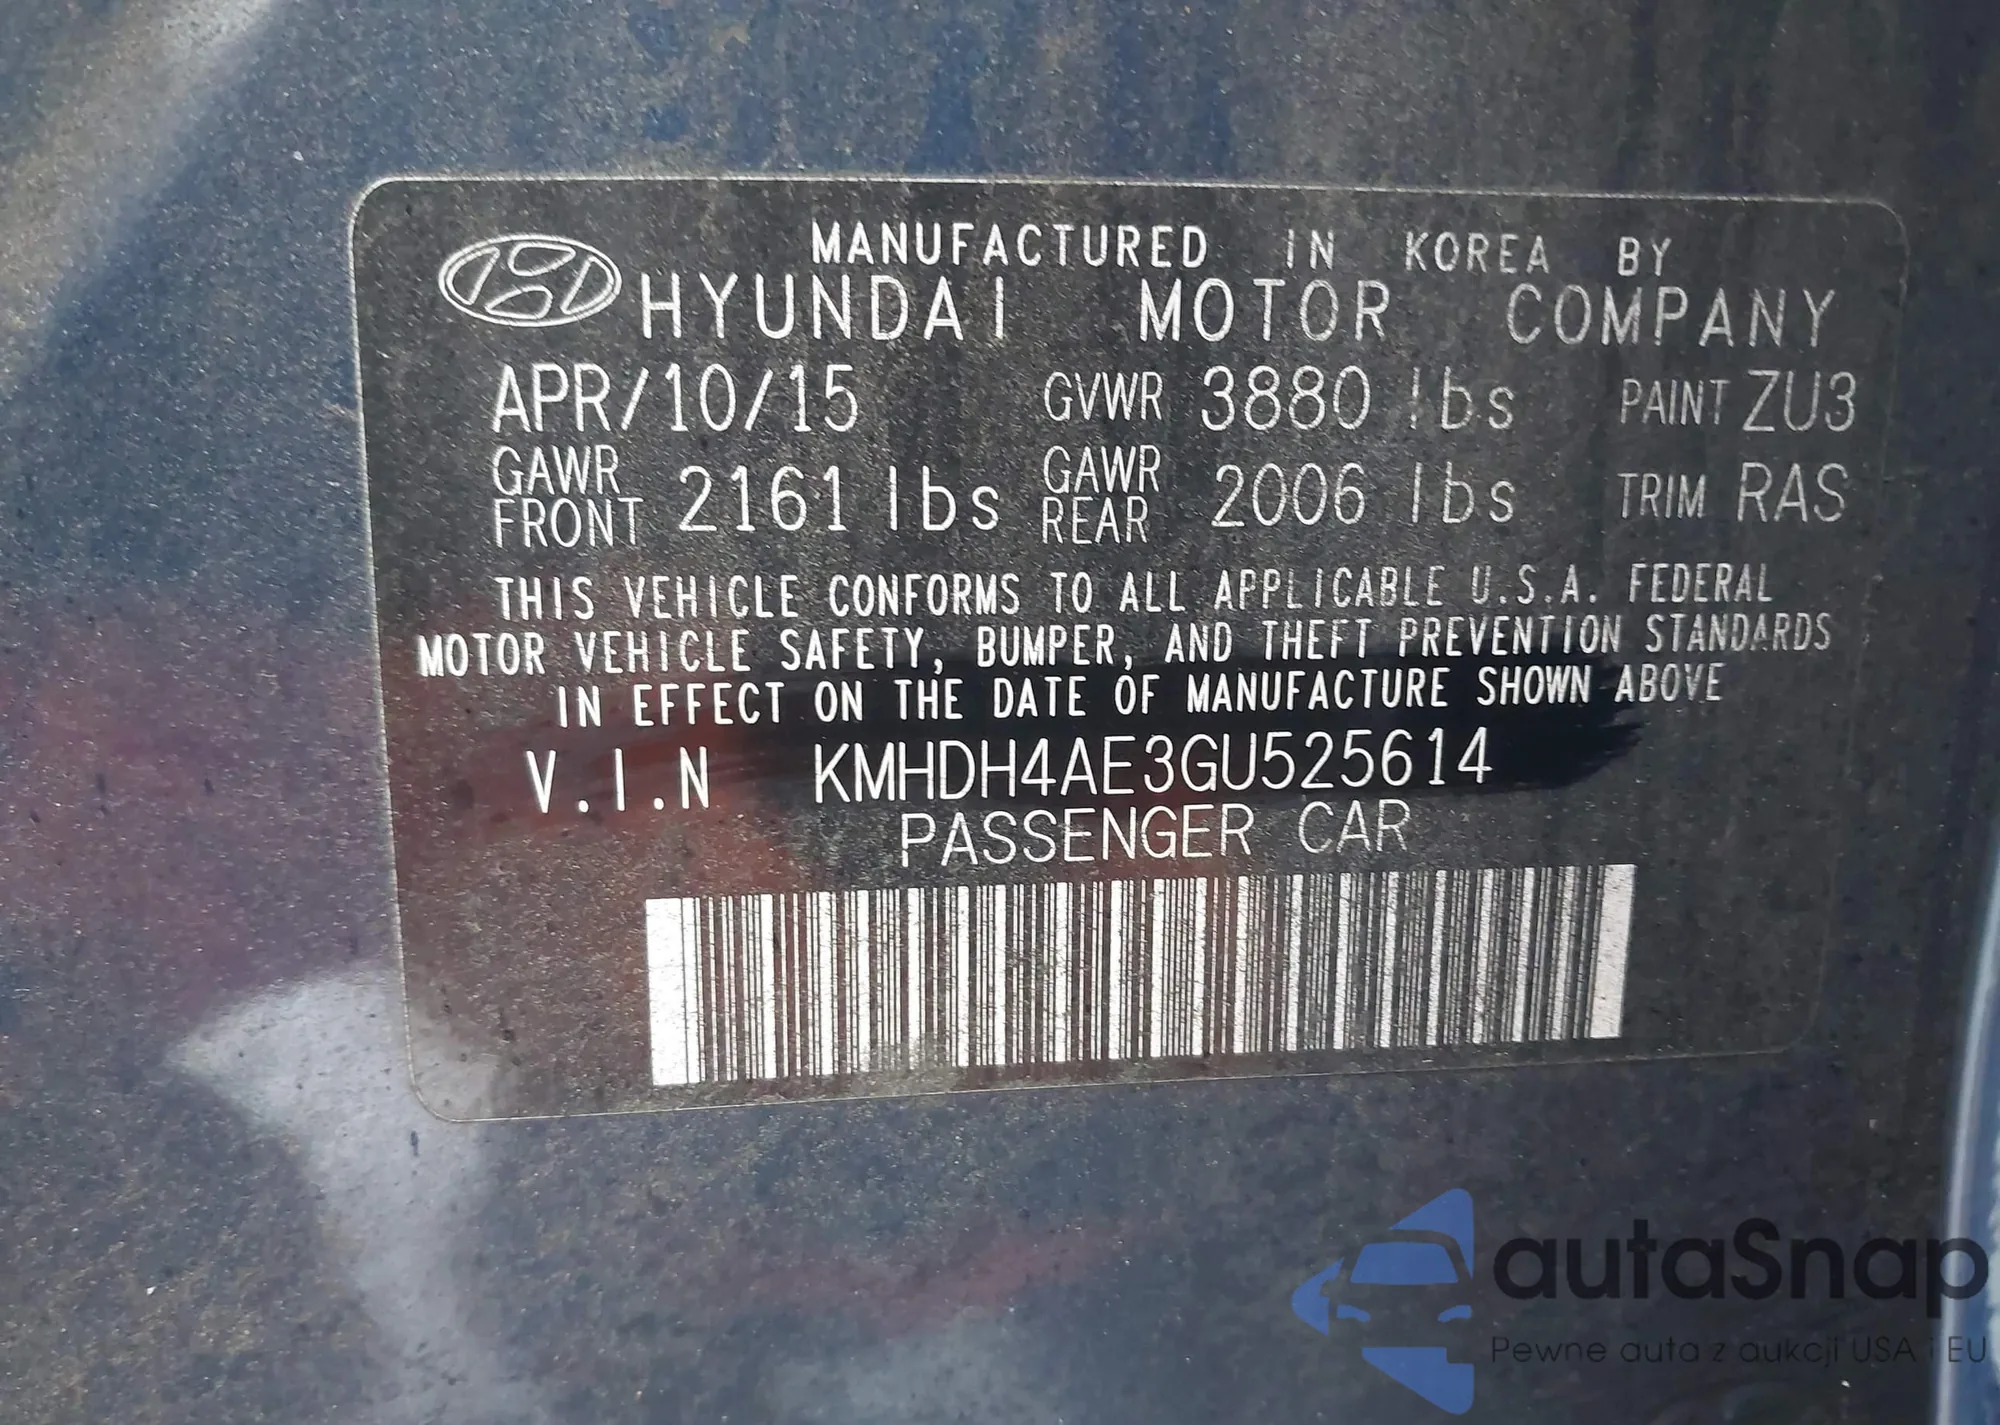 MANUFACTURED IN KOREA BY
HYUNDAI MOTOR COMPANY
APR/10/15 GVWR 3880 lbs PAINT ZU3
GAWR FRONT 2161 lbs GAWR REAR 2006 lbs TRIM RAS
THIS VEHICLE CONFORMS TO ALL APPLICABLE U.S.A. FEDERAL
MOTOR VEHICLE SAFETY, BUMPER, AND THEFT PREVENTION STANDARDS
IN EFFECT ON THE DATE OF MANUFACTURE SHOWN ABOVE
V.I.N KMHDH4AE3GU525614
PASSENGER CAR
autaSnap
Pewne auta z aukcji USA i EU